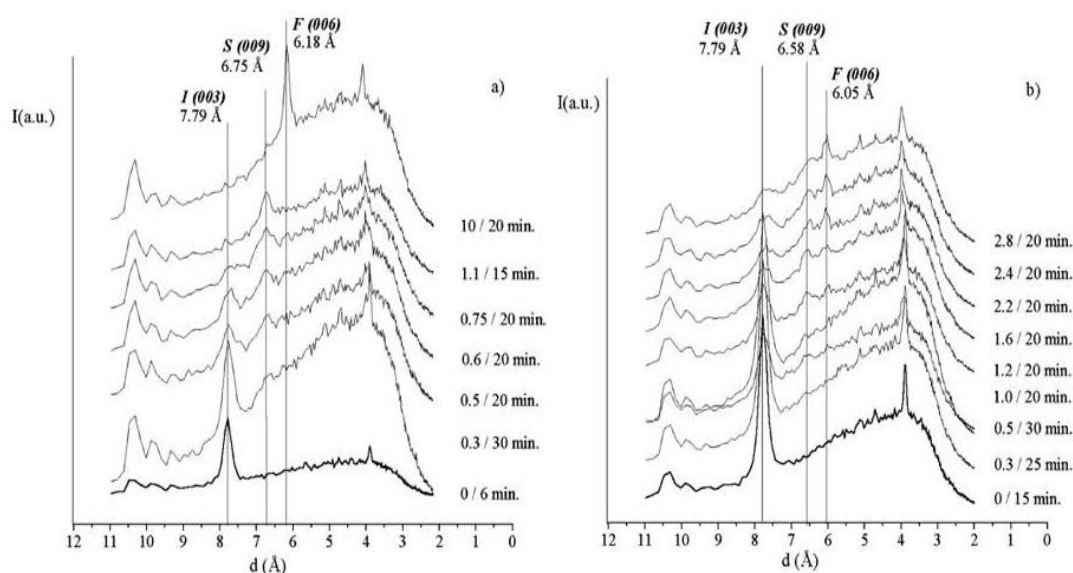 F (006)
6.18 Å
S (009)
6.75 Å
I (003)
7.79 Å
a)
I(a.u.)
10 / 20 min.
1.1 / 15 min.
0.75 / 20 min.
0.6 / 20 min.
0.5 / 20 min.
0.3 / 30 min.
0 / 6 min.
12 11 10 9 8 7 6 5 4 3 2 1 0
d (Å)
I (003)
7.79 Å
S (009)
6.58 Å
F (006)
6.05 Å
b)
I(a.u.)
2.8 / 20 min.
2.4 / 20 min.
2.2 / 20 min.
1.6 / 20 min.
1.2 / 20 min.
1.0 / 20 min.
0.5 / 30 min.
0.3 / 25 min.
0 / 15 min.
12 11 10 9 8 7 6 5 4 3 2 1 0
d (Å)